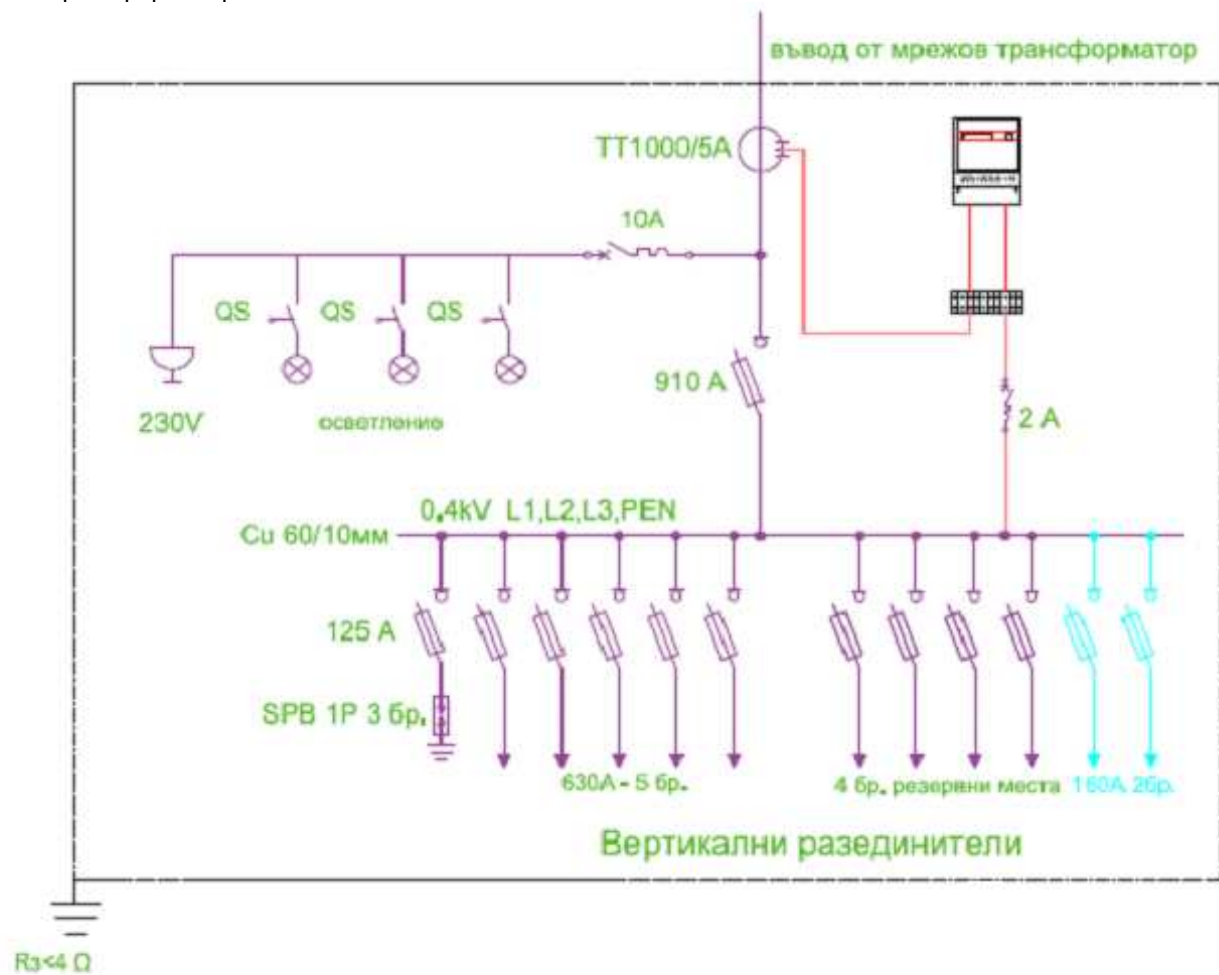 въвод от мрежов трансформатор
ТТ1000/5А
10А
QS QS QS
910 А
230V
осветление
2 А
0,4kV L1,L2,L3,PEN
Cu 60/10мм
125 А
SPB 1P 3 бр.
630А - 5 бр.
4 бр. резервни места
160А 2бр.
Вертикални разединители
Rз<4 Ω